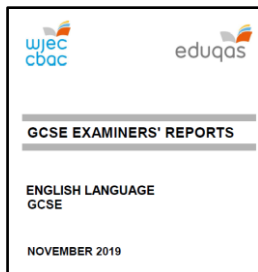 wjec
cbac
eduqas
GCSE EXAMINERS' REPORTS
ENGLISH LANGUAGE
GCSE
NOVEMBER 2019